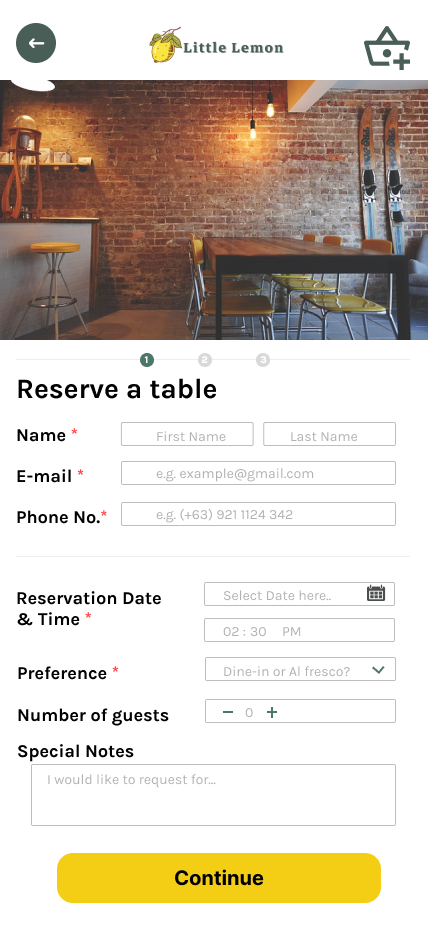 Little Lemon
1 2 3
Reserve a table
Name * First Name Last Name
E-mail * e.g. example@gmail.com
Phone No.* e.g. (+63) 921 1124 342
Reservation Date Select Date here..
& Time * 02 : 30 PM
Preference * Dine-in or Al fresco?
Number of guests − 0 +
Special Notes
I would like to request for...
Continue